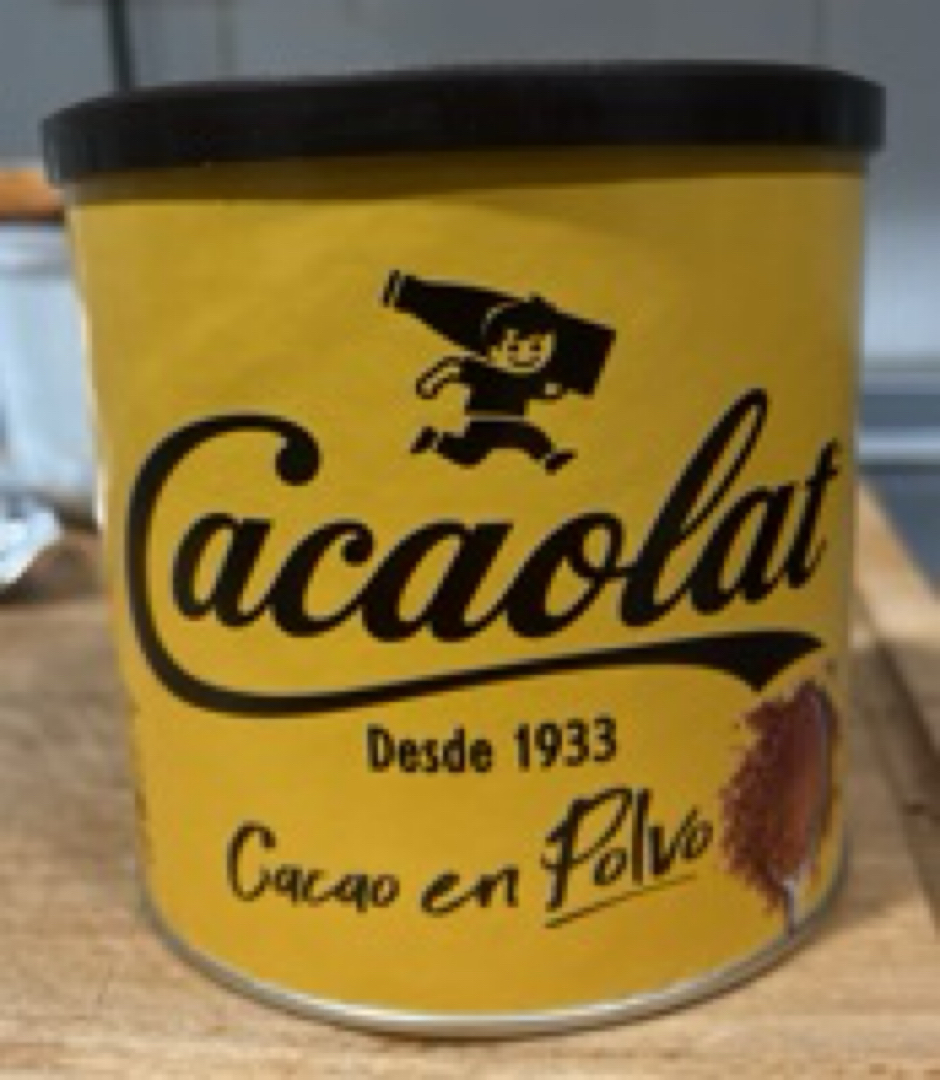 Cacaolat
Desde 1933
Cacao en Polvo